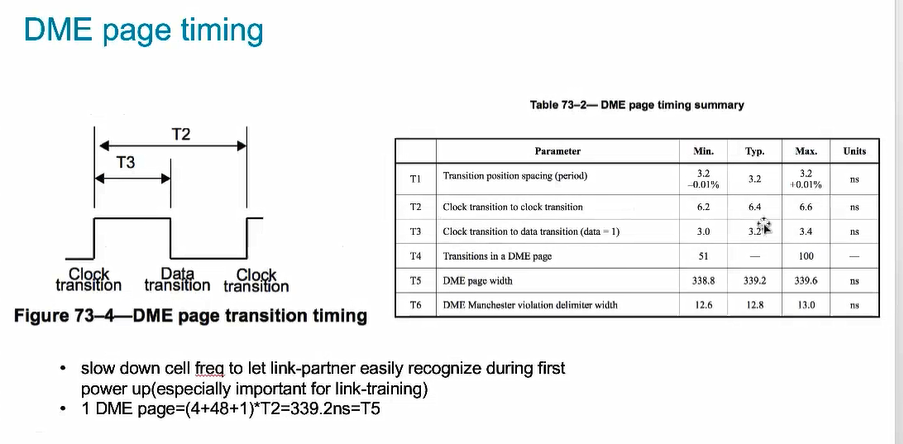 DME page timing
T2
T3
Clock transition
Data transition
Clock transition
Figure 73–4—DME page transition timing
Table 73–2— DME page timing summary
Parameter Min. Typ. Max. Units
T1 Transition position spacing (period) 3.2 –0.01% 3.2 3.2 +0.01% ns
T2 Clock transition to clock transition 6.2 6.4 6.6 ns
T3 Clock transition to data transition (data = 1) 3.0 3.2 3.4 ns
T4 Transitions in a DME page 51 — 100 —
T5 DME page width 338.8 339.2 339.6 ns
T6 DME Manchester violation delimiter width 12.6 12.8 13.0 ns
• slow down cell freq to let link-partner easily recognize during first
power up(especially important for link-training)
• 1 DME page=(4+48+1)*T2=339.2ns=T5